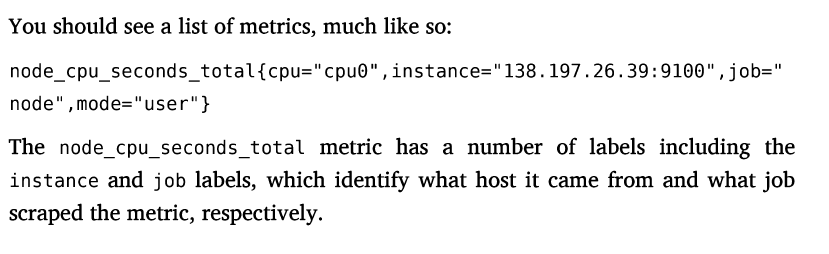 You should see a list of metrics, much like so:
node_cpu_seconds_total{cpu="cpu0",instance="138.197.26.39:9100",job="
node",mode="user"}
The node_cpu_seconds_total metric has a number of labels including the
instance and job labels, which identify what host it came from and what job
scraped the metric, respectively.